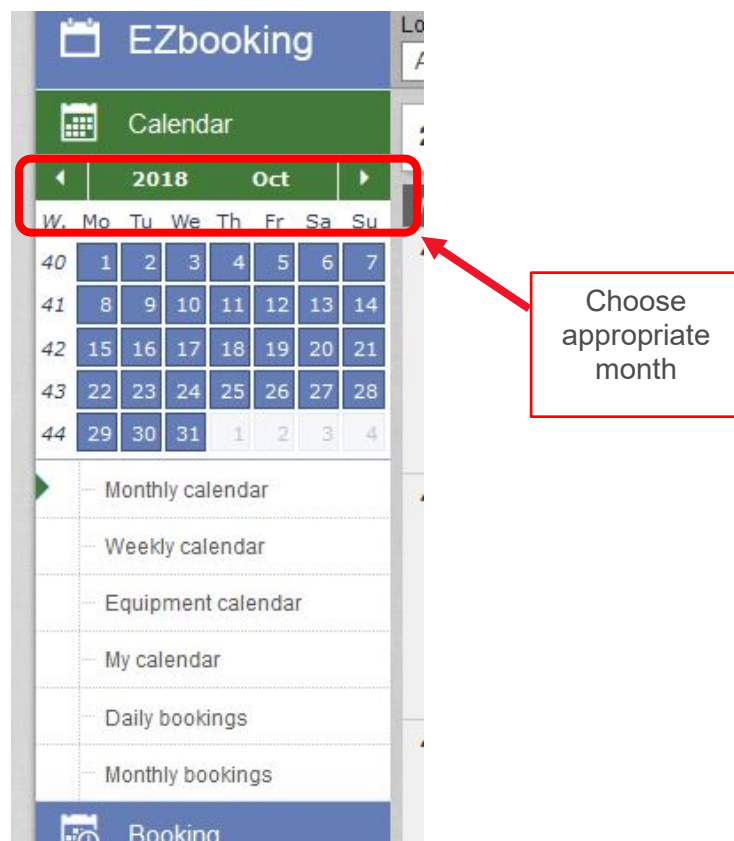 EZbooking
Lo
Calendar
2018 Oct
W. Mo Tu We Th Fr Sa Su
40 1 2 3 4 5 6 7
41 8 9 10 11 12 13 14
42 15 16 17 18 19 20 21
43 22 23 24 25 26 27 28
44 29 30 31 1 2 3 4
Monthly calendar
Weekly calendar
Equipment calendar
My calendar
Daily bookings
Monthly bookings
Booking
Choose
appropriate
month